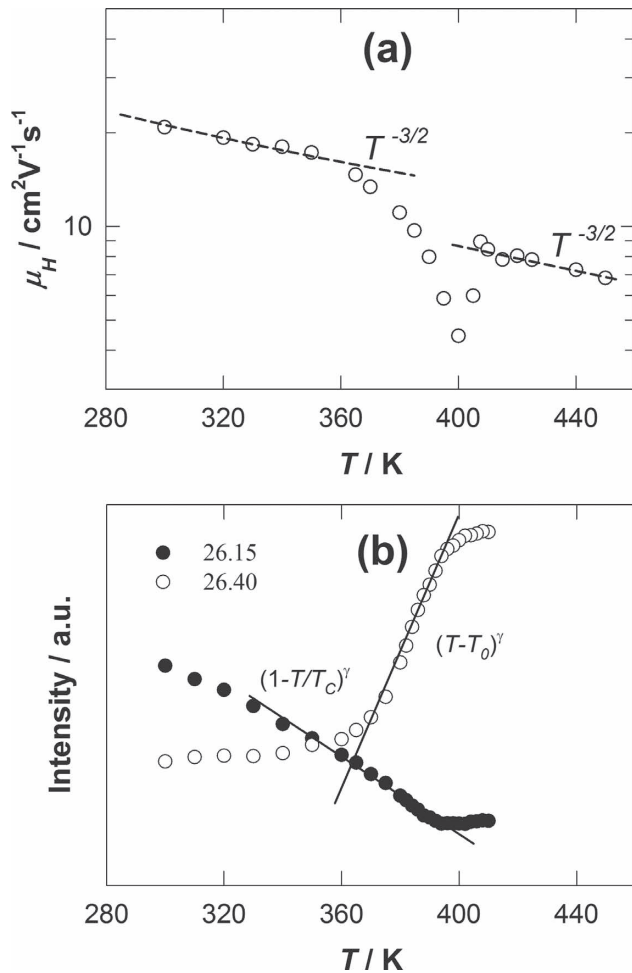 (a)
T -3/2
T -3/2
μH / cm²V⁻¹s⁻¹
10
280 320 360 400 440
T / K
(b)
26.15
26.40
(1-T/TC)γ
(T-T0)γ
Intensity / a.u.
280 320 360 400 440
T / K